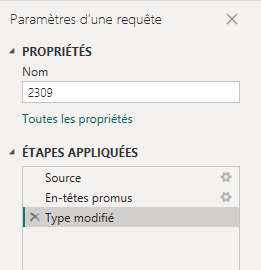 Paramètres d'une requête
PROPRIÉTÉS
Nom
2309
Toutes les propriétés
ÉTAPES APPLIQUÉES
Source
En-têtes promus
Type modifié